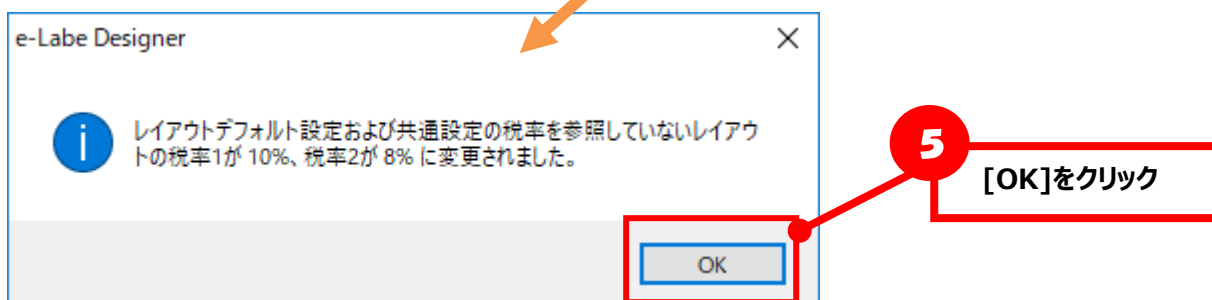 e-Labe Designer
レイアウトデフォルト設定および共通設定の税率を参照していないレイアウ
トの税率1が 10%、税率2が 8% に変更されました。
OK
5
[OK]をクリック